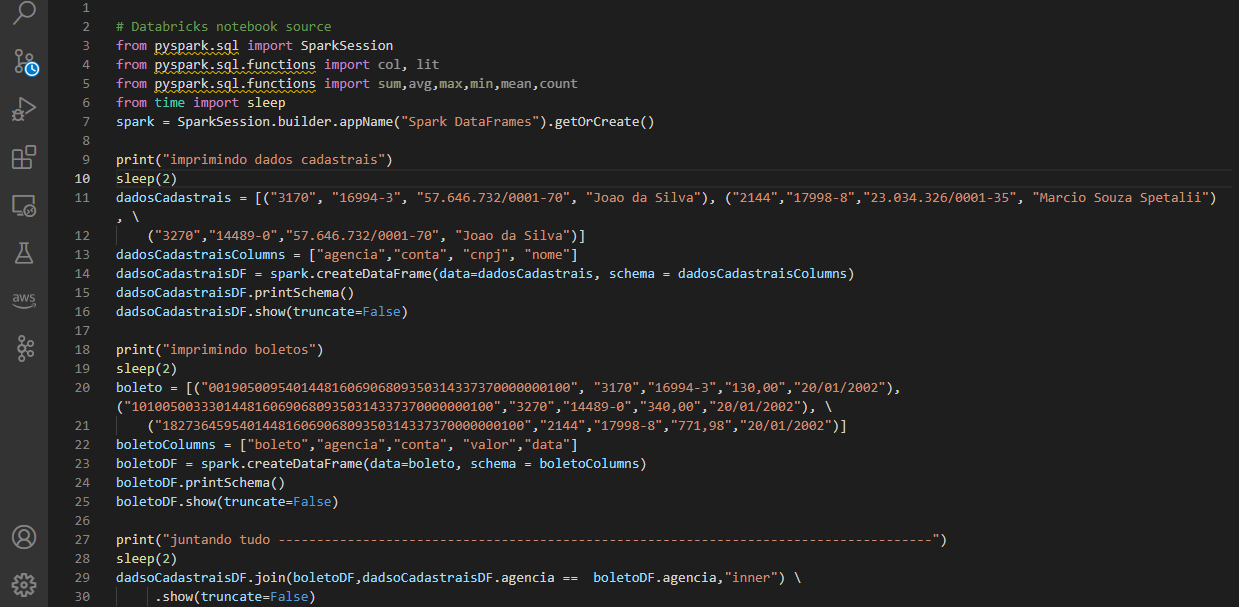 1
2 # Databricks notebook source
3 from pyspark.sql import SparkSession
4 from pyspark.sql.functions import col, lit
5 from pyspark.sql.functions import sum,avg,max,min,mean,count
6 from time import sleep
7 spark = SparkSession.builder.appName("Spark DataFrames").getOrCreate()
8
9 print("imprimindo dados cadastrais")
10 sleep(2)
11 dadosCadastrais = [("3170", "16994-3", "57.646.732/0001-70", "Joao da Silva"), ("2144","17998-8","23.034.326/0001-35", "Marcio Souza Spetalii")
, \
12 ("3270","14489-0","57.646.732/0001-70", "Joao da Silva")]
13 dadosCadastraisColumns = ["agencia","conta", "cnpj", "nome"]
14 dadsoCadastraisDF = spark.createDataFrame(data=dadosCadastrais, schema = dadosCadastraisColumns)
15 dadsoCadastraisDF.printSchema()
16 dadsoCadastraisDF.show(truncate=False)
17
18 print("imprimindo boletos")
19 sleep(2)
20 boleto = [("00190500954014481606906809350314337370000000100", "3170","16994-3","130,00","20/01/2002"),
("10100500333014481606906809350314337370000000100","3270","14489-0","340,00","20/01/2002"), \
21 ("18273645954014481606906809350314337370000000100","2144","17998-8","771,98","20/01/2002")]
22 boletoColumns = ["boleto","agencia","conta", "valor","data"]
23 boletoDF = spark.createDataFrame(data=boleto, schema = boletoColumns)
24 boletoDF.printSchema()
25 boletoDF.show(truncate=False)
26
27 print("juntando tudo -------------------------------------------------------------------------------------")
28 sleep(2)
29 dadsoCadastraisDF.join(boletoDF,dadsoCadastraisDF.agencia ==  boletoDF.agencia,"inner") \
30 .show(truncate=False)
aws